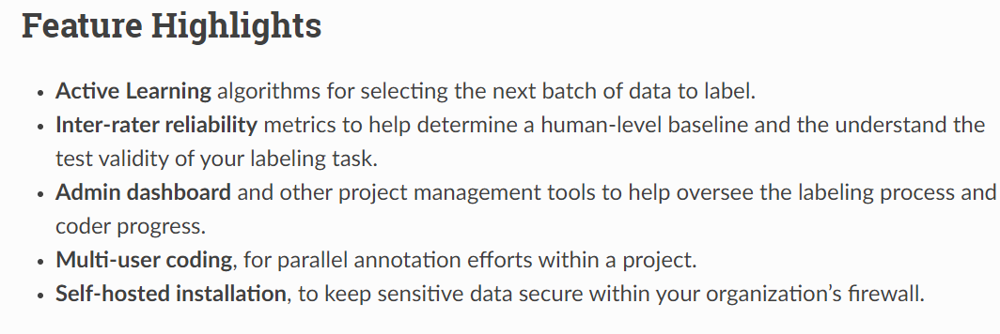 Feature Highlights
• Active Learning algorithms for selecting the next batch of data to label.
• Inter-rater reliability metrics to help determine a human-level baseline and the understand the
test validity of your labeling task.
• Admin dashboard and other project management tools to help oversee the labeling process and
coder progress.
• Multi-user coding, for parallel annotation efforts within a project.
• Self-hosted installation, to keep sensitive data secure within your organization’s firewall.